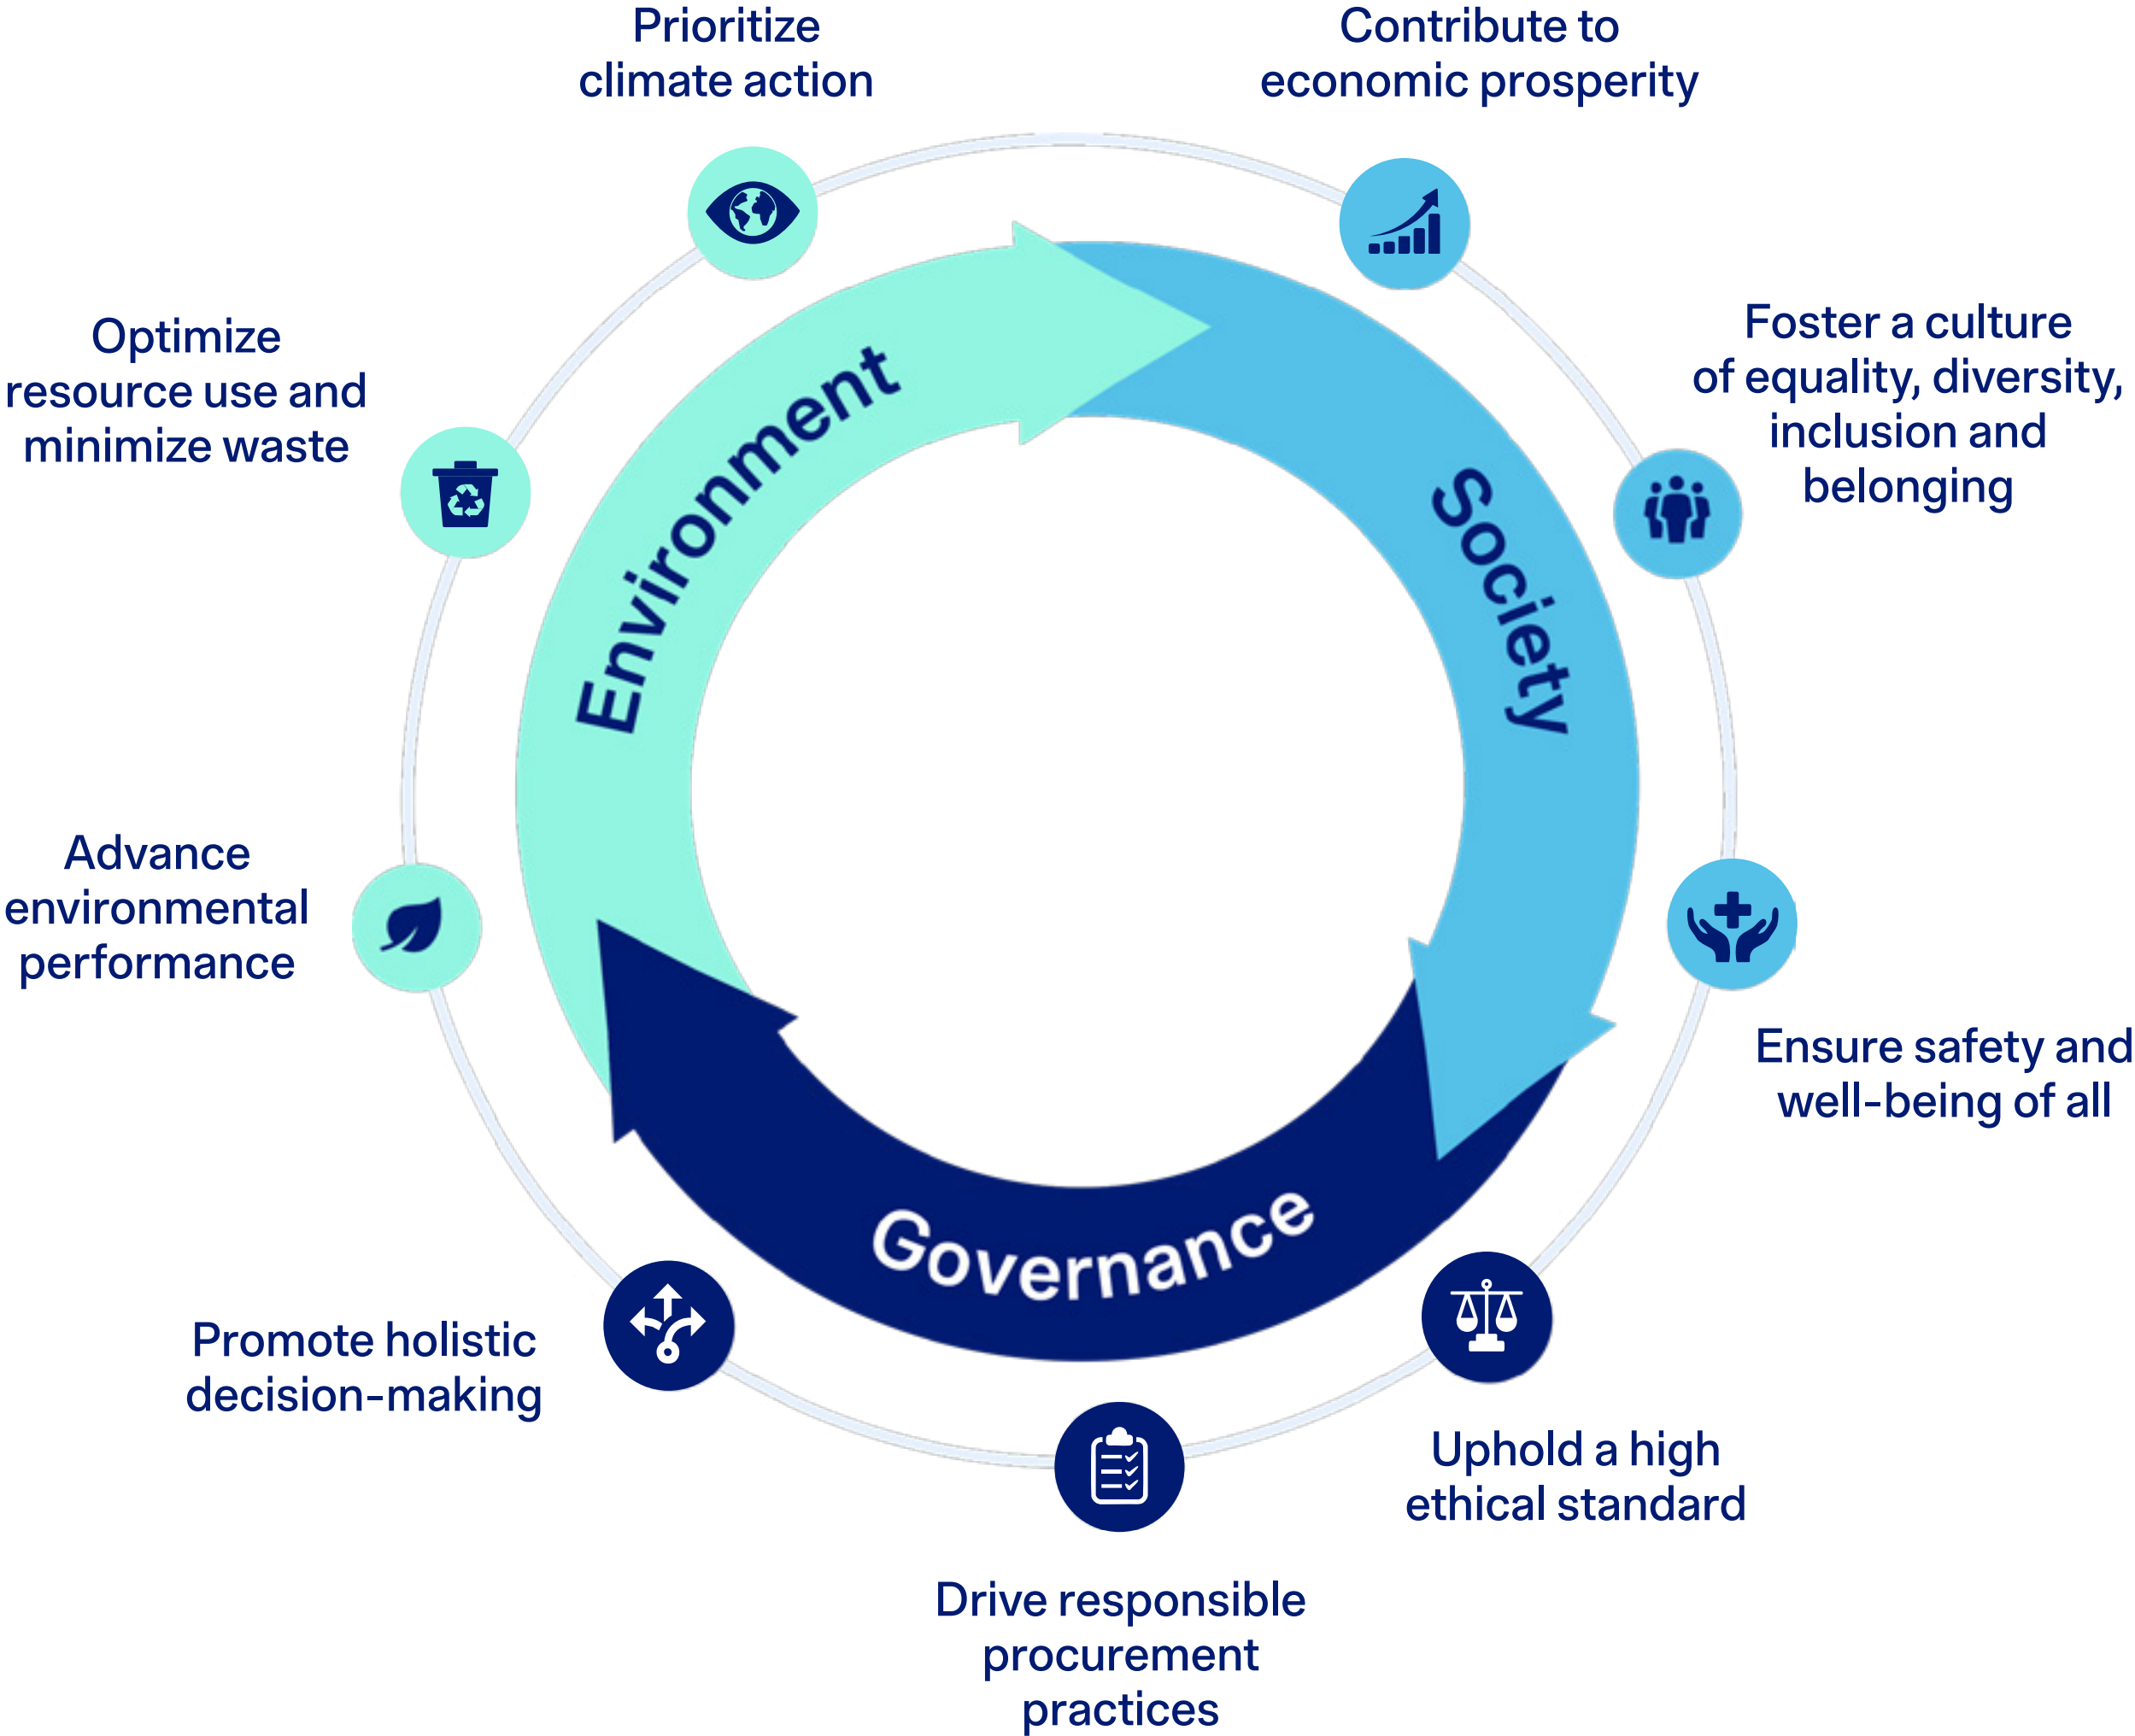 Prioritize
climate action
Contribute to
economic prosperity
Optimize
resource use and
minimize waste
Foster a culture
of equality, diversity,
inclusion and
belonging
Environment
Society
Advance
environmental
performance
Ensure safety and
well-being of all
Governance
Promote holistic
decision-making
Uphold a high
ethical standard
Drive responsible
procurement
practices